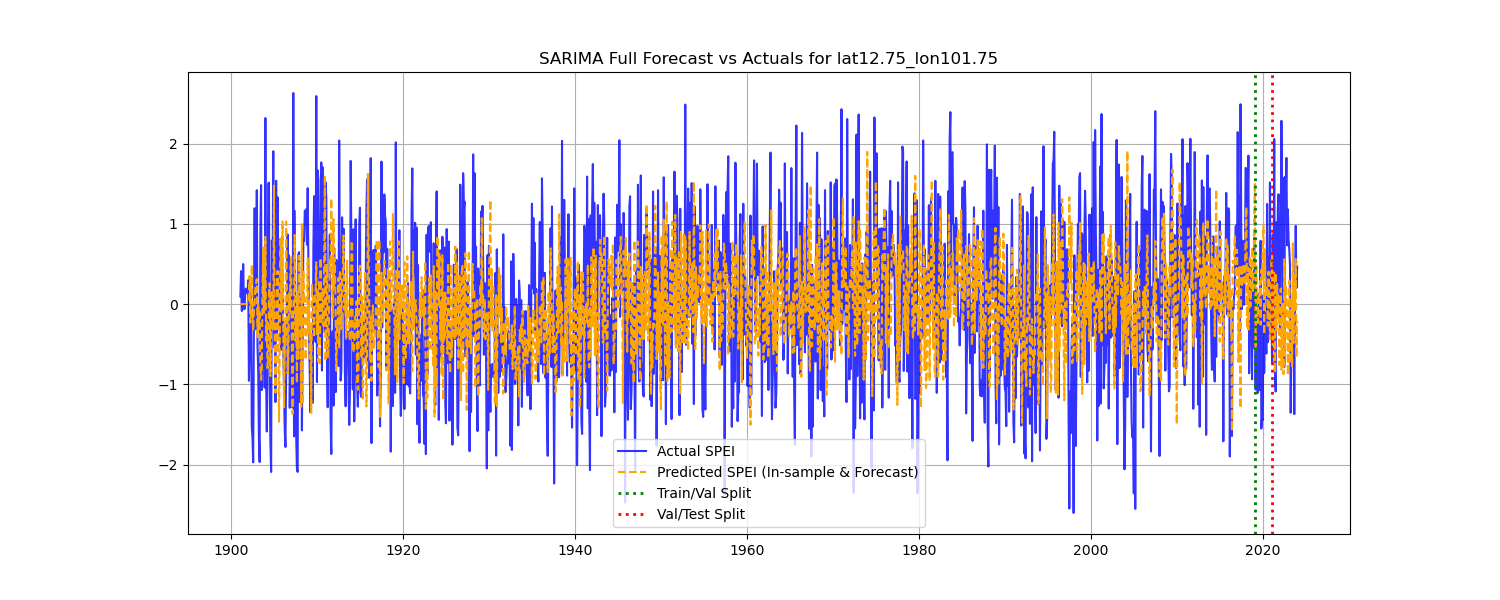 SARIMA Full Forecast vs Actuals for lat12.75_lon101.75
2
1
0
−1
−2
Actual SPEI
Predicted SPEI (In-sample & Forecast)
Train/Val Split
Val/Test Split
1900 1920 1940 1960 1980 2000 2020